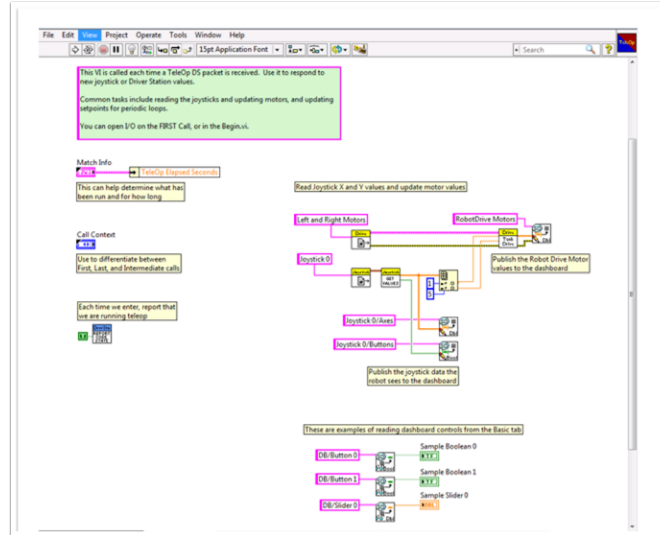 File Edit View Project Operate Tools Window Help
15pt Application Font
Search
TeleOp
This VI is called each time a TeleOp DS packet is received. Use it to respond to
new joystick or Driver Station values.
Common tasks include reading the joysticks and updating motors, and updating
setpoints for periodic loops.
You can open I/O on the FIRST Call, or in the Begin.vi.
Match Info
TeleOp Elapsed Seconds
This can help determine what has
been run and for how long
Call Context
Use to differentiate between
First, Last, and Intermediate calls
Each time we enter, report that
we are running teleop
Read Joystick X and Y values and update motor values
Left and Right Motors
RobotDrive Motors
Publish the Robot Drive Motor
values to the dashboard
Joystick 0
GET
1
5
Joystick 0/Axes
Joystick 0/Buttons
Publish the joystick data the
robot sees to the dashboard
These are examples of reading dashboard controls from the Basic tab
DB/Button 0
Sample Boolean 0
DB/Button 1
Sample Boolean 1
DB/Slider 0
Sample Slider 0